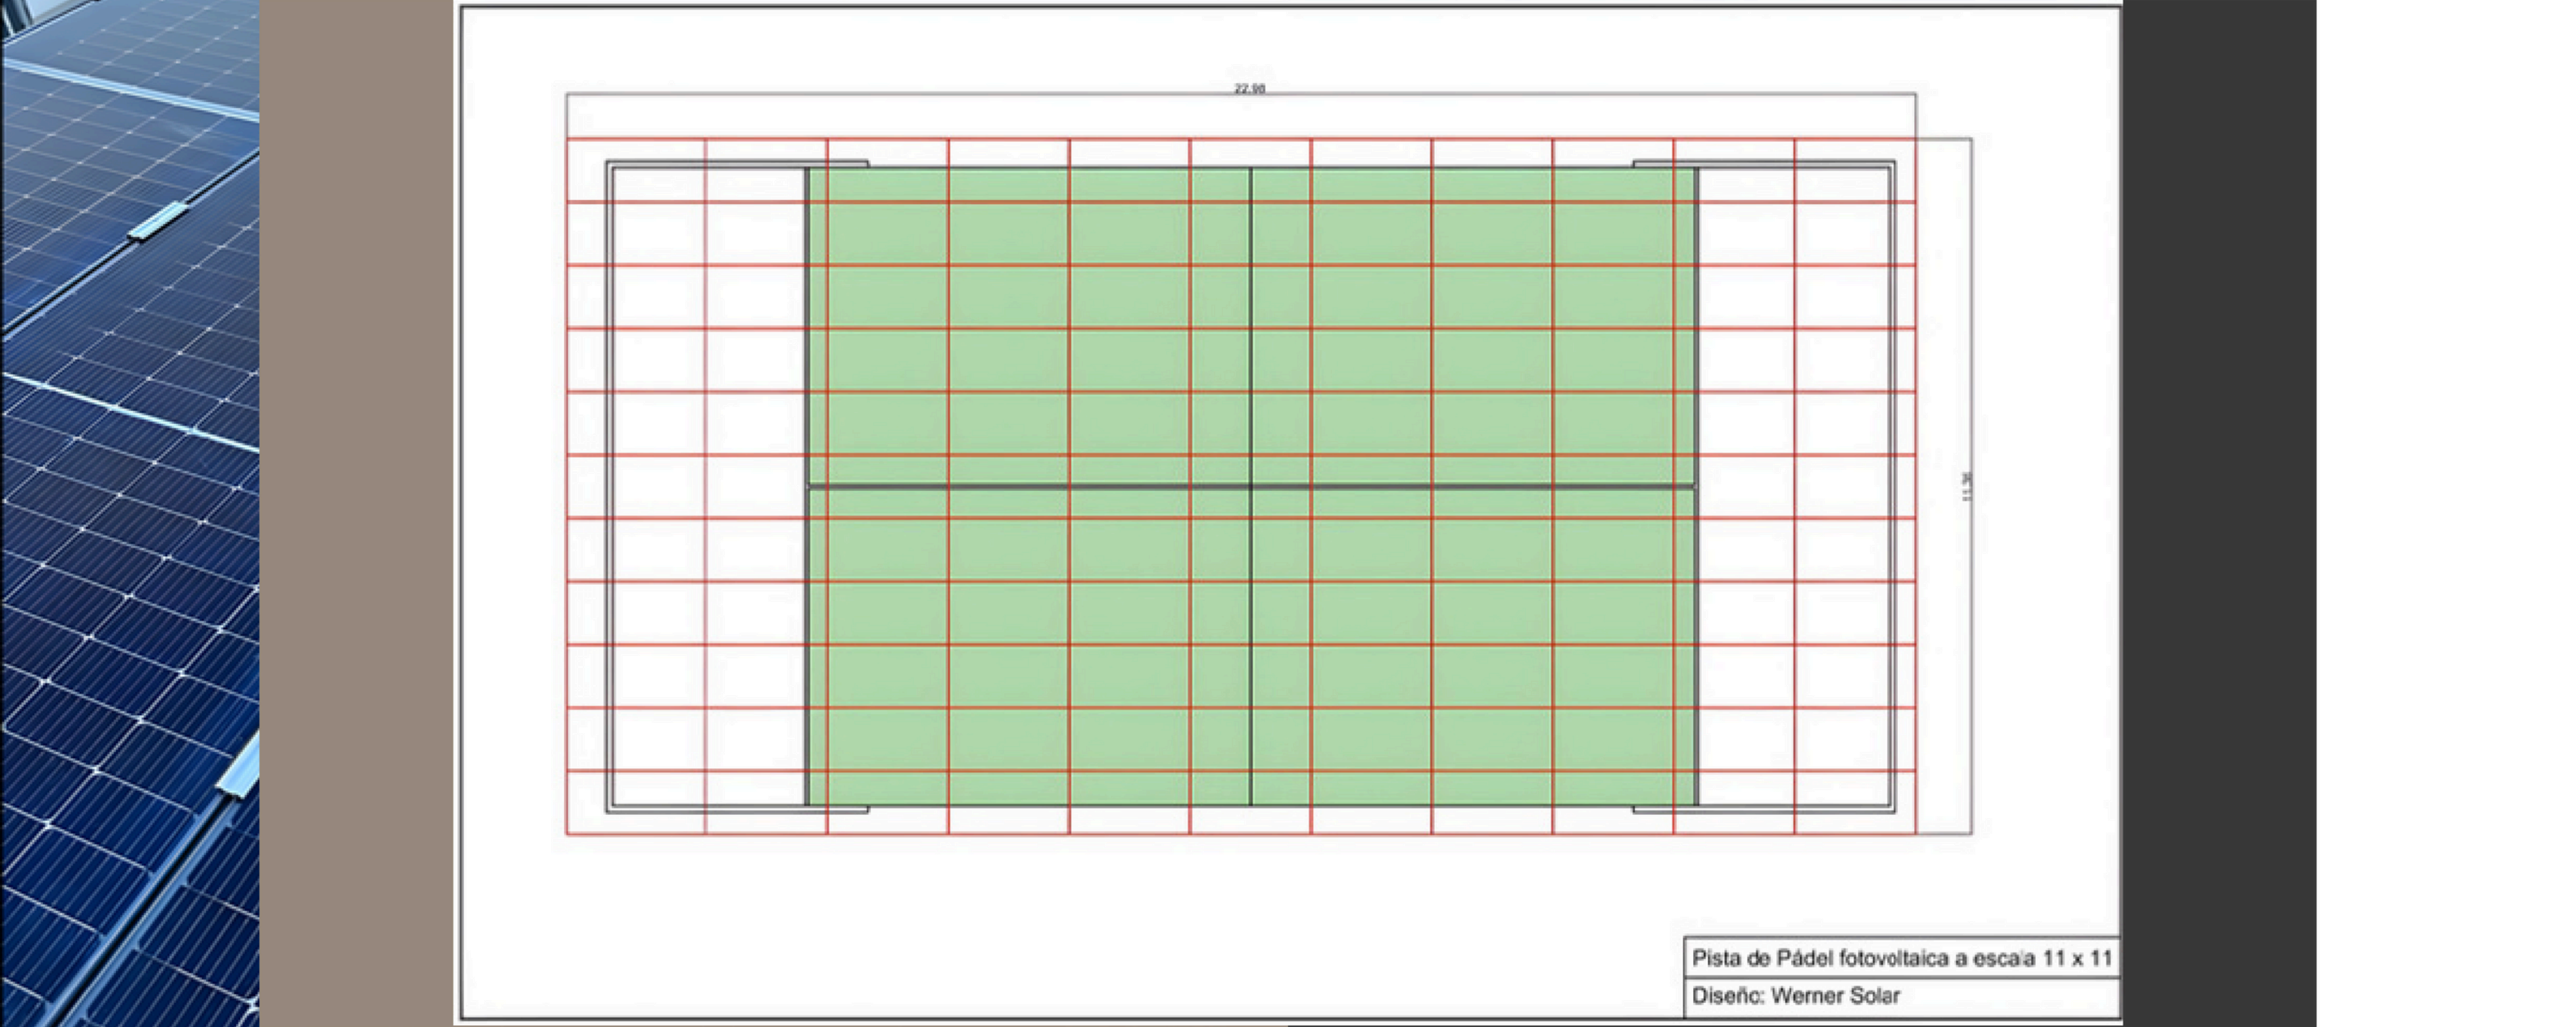 22.98
11.36
Pista de Pádel fotovoltaica a escala 11 x 11
Diseño: Werner Solar